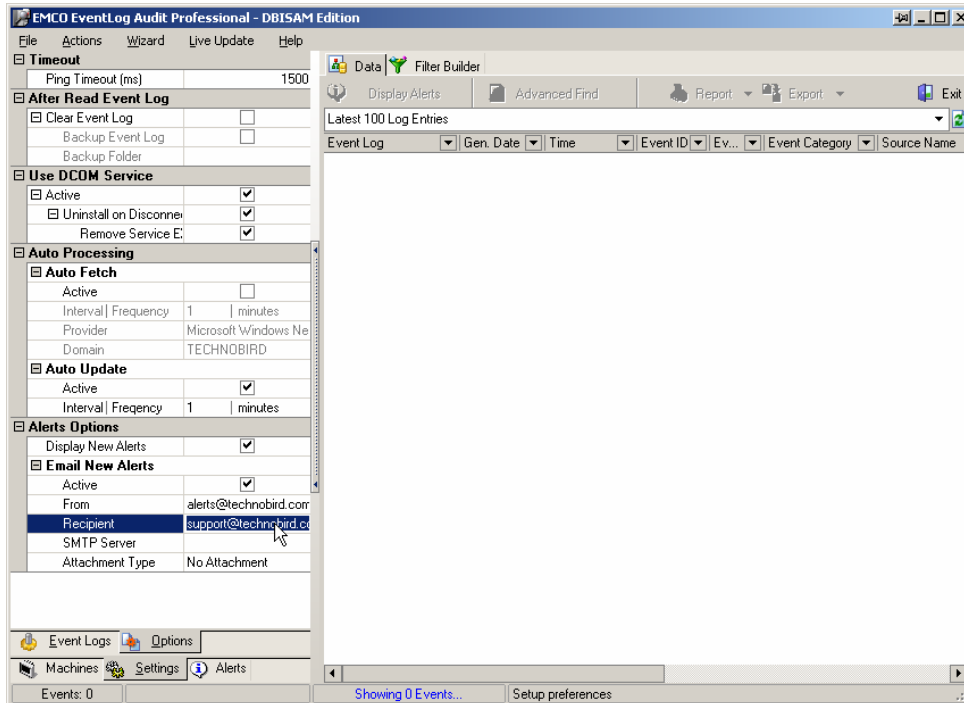 EMCO EventLog Audit Professional - DBISAM Edition
File Actions Wizard Live Update Help
Timeout
Ping Timeout (ms) 1500
After Read Event Log
Clear Event Log
Backup Event Log
Backup Folder
Use DCOM Service
Active
Uninstall on Disconne
Remove Service E
Auto Processing
Auto Fetch
Active
Interval | Frequency 1 | minutes
Provider Microsoft Windows Ne
Domain TECHNOBIRD
Auto Update
Active
Interval | Freqency 1 | minutes
Alerts Options
Display New Alerts
Email New Alerts
Active
From alerts@technobird.com
Recipient support@technobird.co
SMTP Server
Attachment Type No Attachment
Event Logs Options
Machines Settings Alerts
Events: 0
Data Filter Builder
Display Alerts Advanced Find Report Export Exit
Latest 100 Log Entries
Event Log Gen. Date Time Event ID Ev... Event Category Source Name
Showing 0 Events... Setup preferences